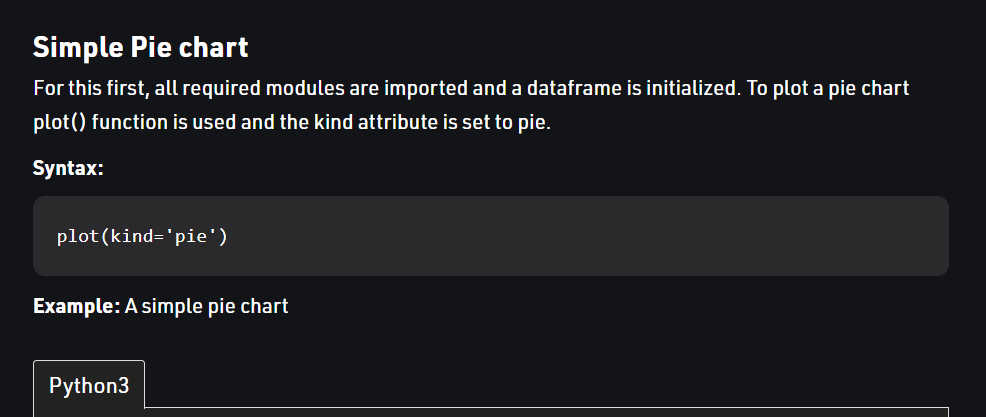 Simple Pie chart
For this first, all required modules are imported and a dataframe is initialized. To plot a pie chart
plot() function is used and the kind attribute is set to pie.
Syntax:
plot(kind='pie')
Example: A simple pie chart
Python3